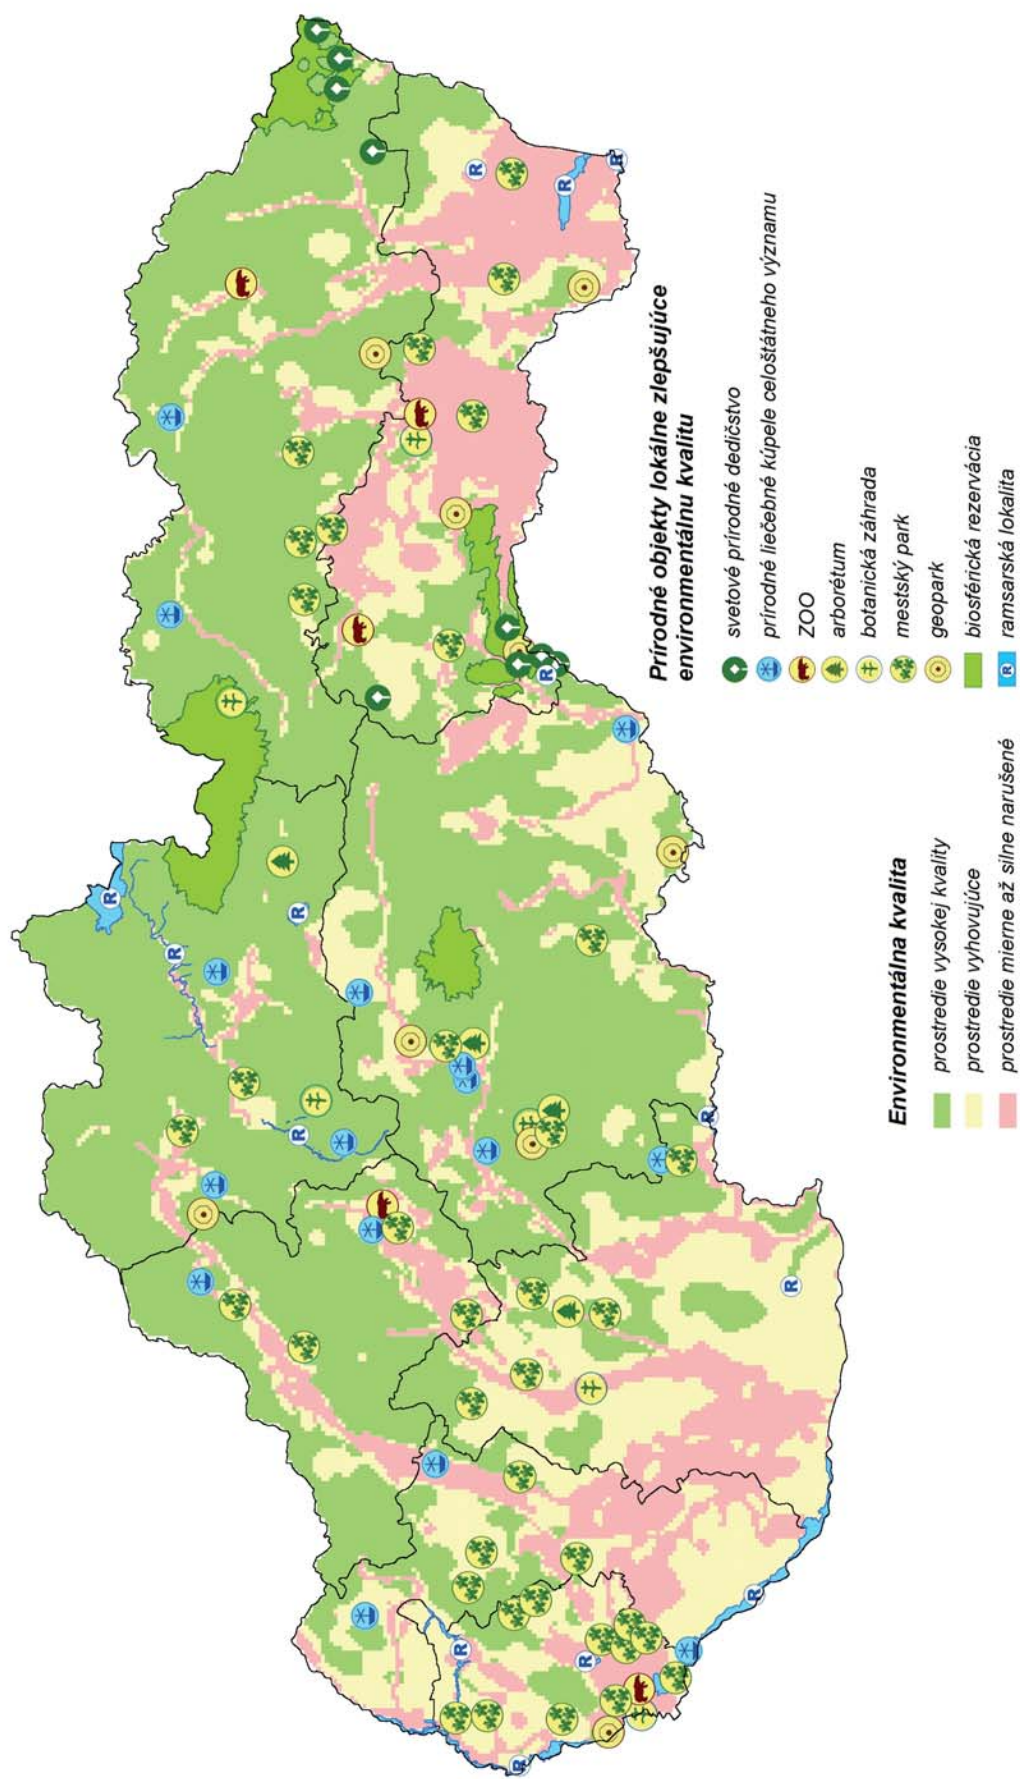 Prírodné objekty lokálne zlepšujúce
environmentálnu kvalitu
svetové prírodné dedičstvo
prírodné liečebné kúpele celoštátneho významu
ZOO
arborétum
botanická záhrada
mestský park
geopark
biosférická rezervácia
R ramsarská lokalita
Environmentálna kvalita
prostredie vysokej kvality
prostredie vyhovujúce
prostredie mierne až silne narušené
R
R
R
R
R
R
R
R
R
R
R
R
R
R